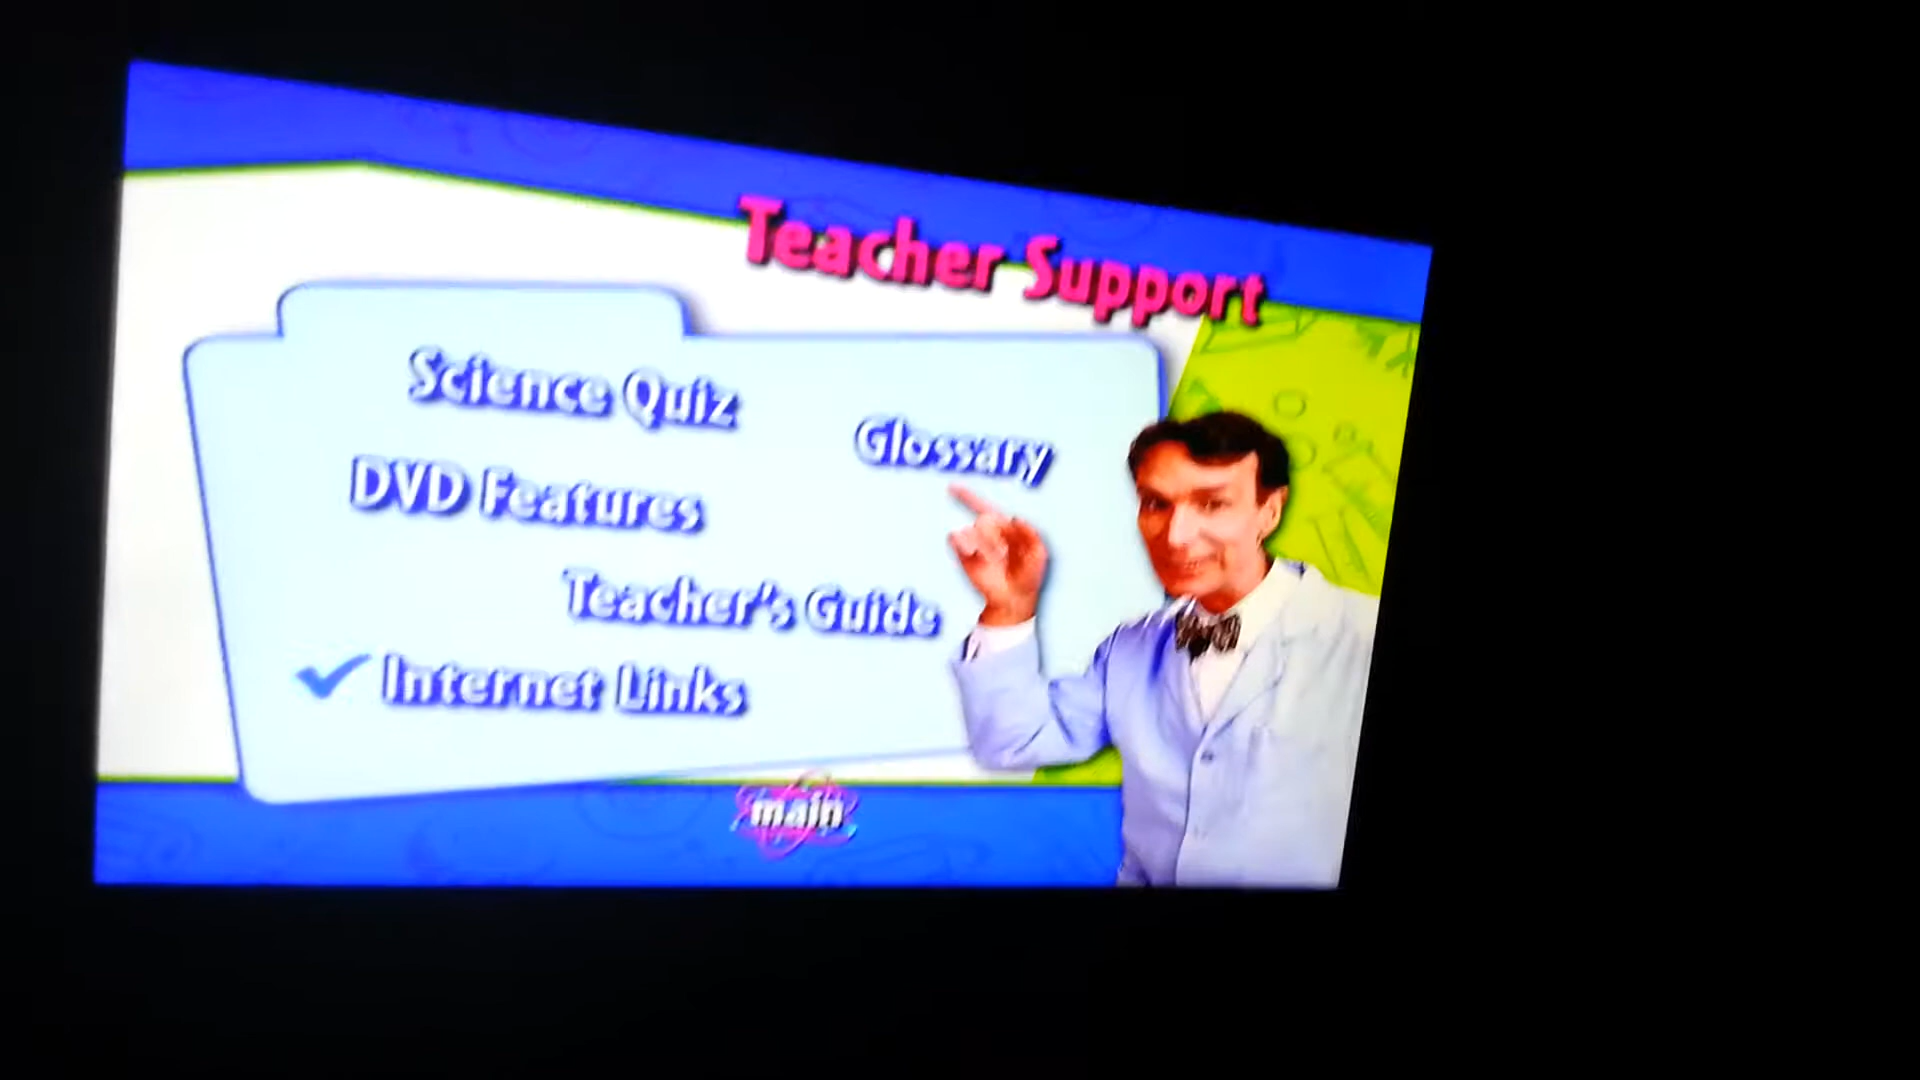 Teacher Support
Science Quiz
Glossary
DVD Features
Teacher's Guide
Internet Links
main